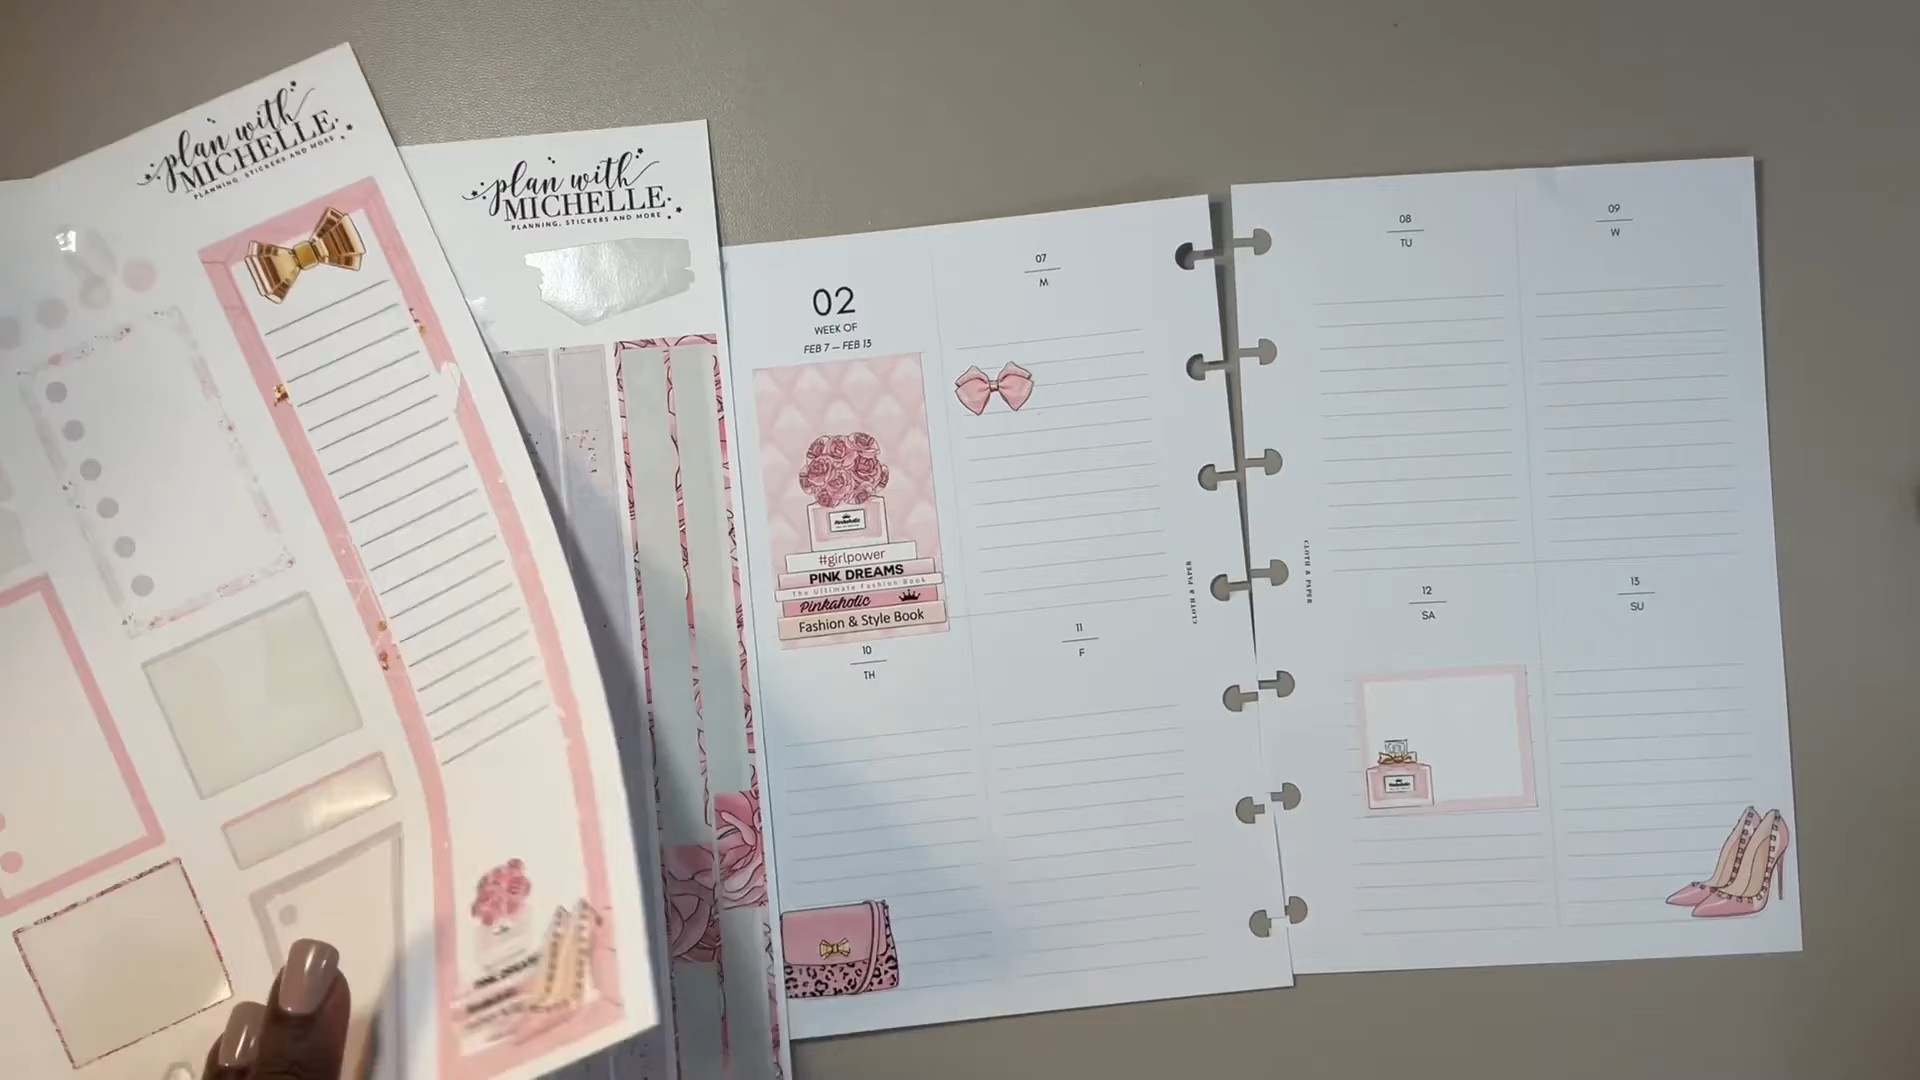 plan with
MICHELLE
PLANNING, STICKERS AND MORE
plan with
MICHELLE
PLANNING, STICKERS AND MORE
02
WEEK OF
FEB 7 — FEB 13
07
M
08
TU
09
W
Pinkaholic
#girlpower
PINK DREAMS
The Ultimate Fashion Book
Pinkaholic
Fashion & Style Book
CLOTH & PAPER
CLOTH & PAPER
10
TH
11
F
12
SA
13
SU
Pinkaholic